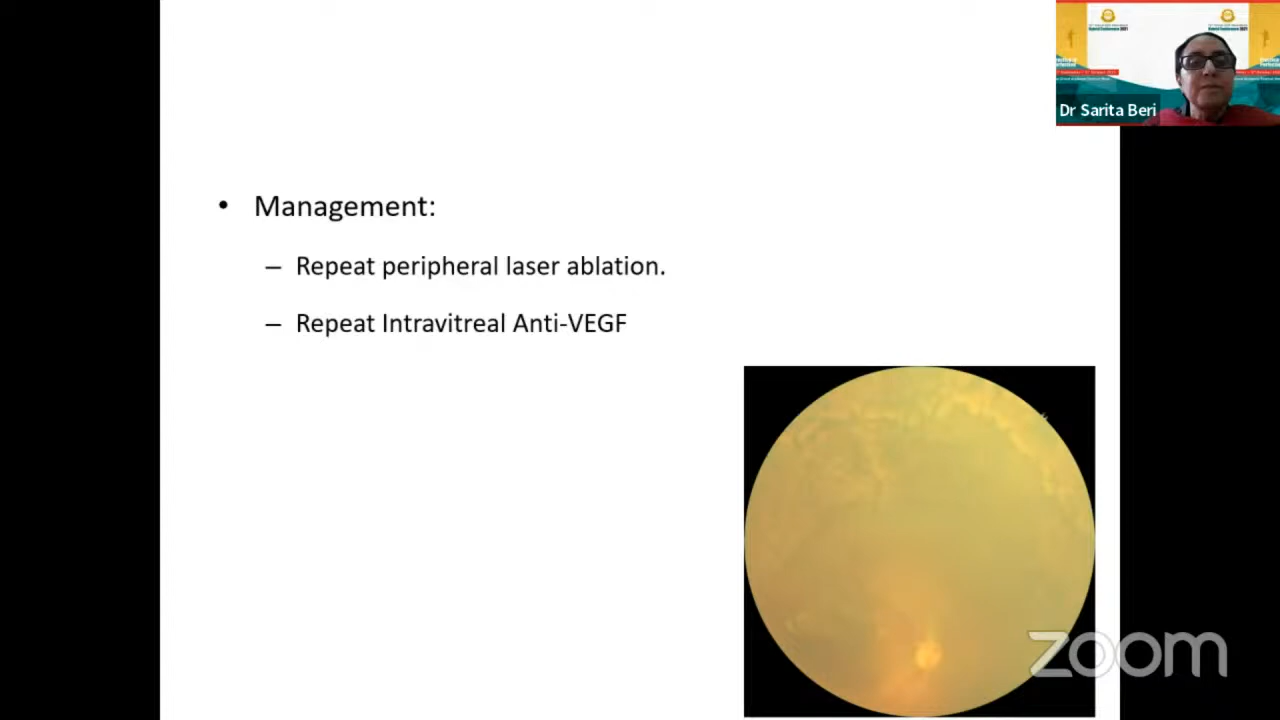 Dr Sarita Beri
• Management:
– Repeat peripheral laser ablation.
– Repeat Intravitreal Anti-VEGF
zoom